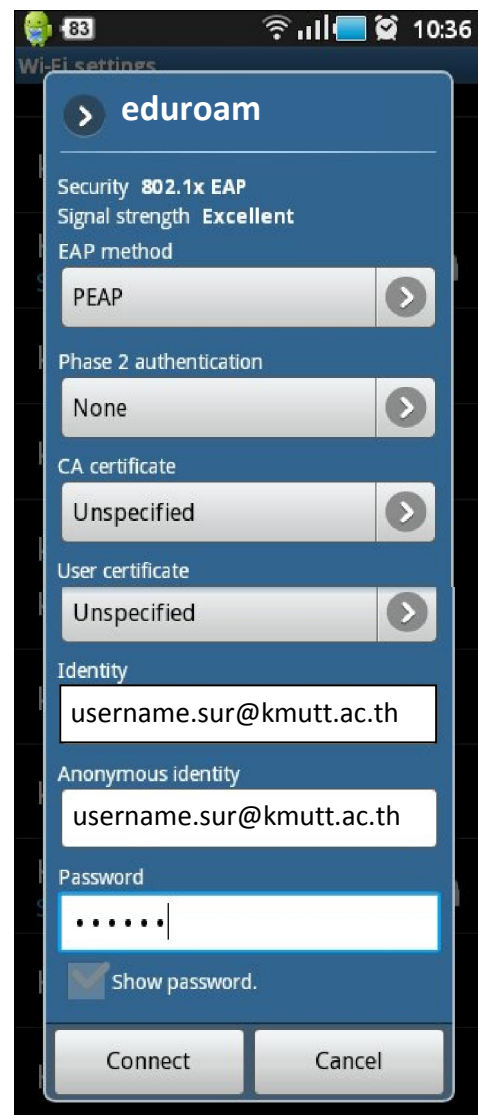 83
10:36
Wi-Fi settings
eduroam
Security 802.1x EAP
Signal strength Excellent
EAP method
PEAP
Phase 2 authentication
None
CA certificate
Unspecified
User certificate
Unspecified
Identity
username.sur@kmutt.ac.th
Anonymous identity
username.sur@kmutt.ac.th
Password
••••••
Show password.
Connect
Cancel